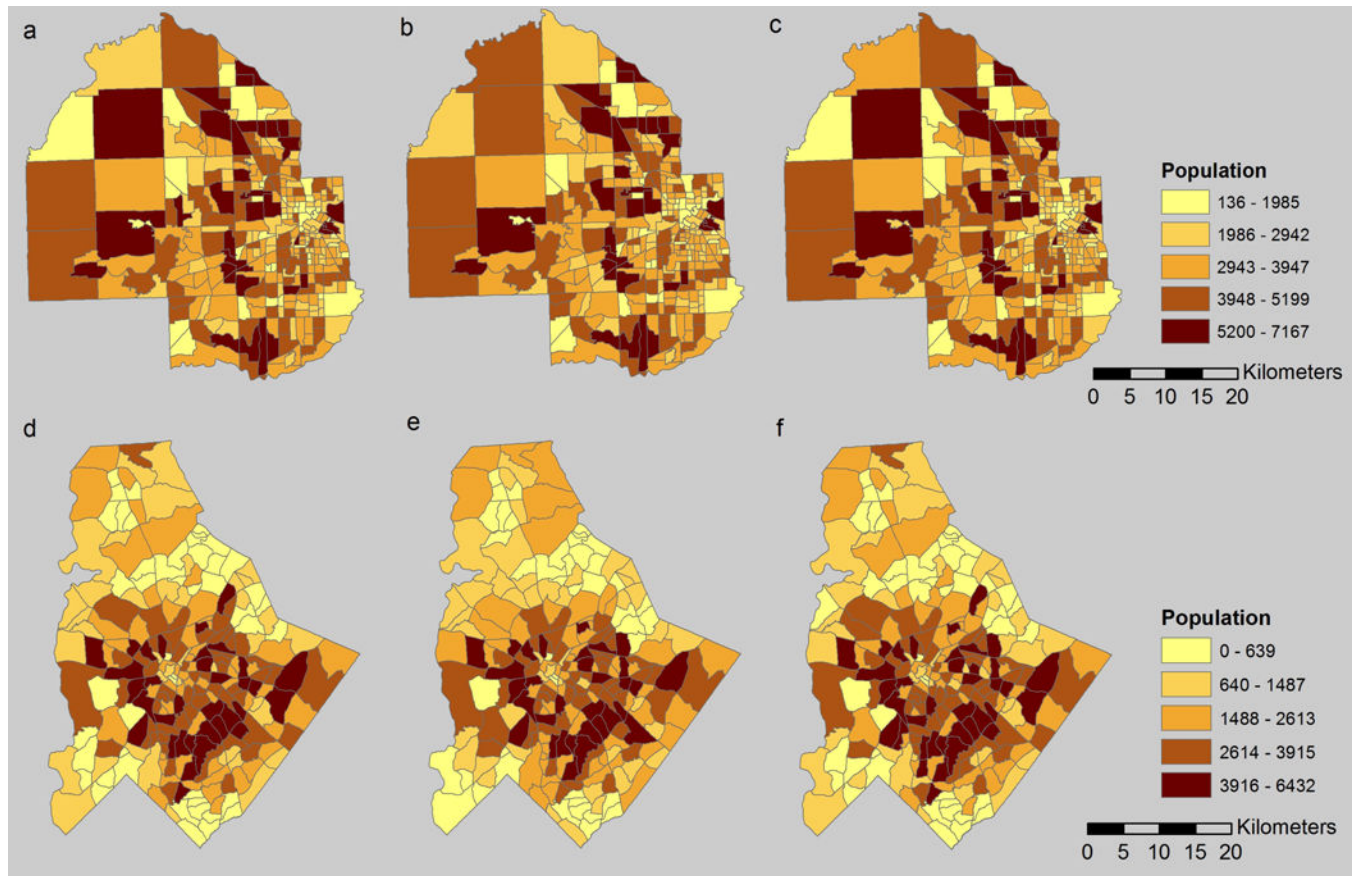 a
b
c
Population
136 - 1985
1986 - 2942
2943 - 3947
3948 - 5199
5200 - 7167
Kilometers
0 5 10 15 20
d
e
f
Population
0 - 639
640 - 1487
1488 - 2613
2614 - 3915
3916 - 6432
Kilometers
0 5 10 15 20